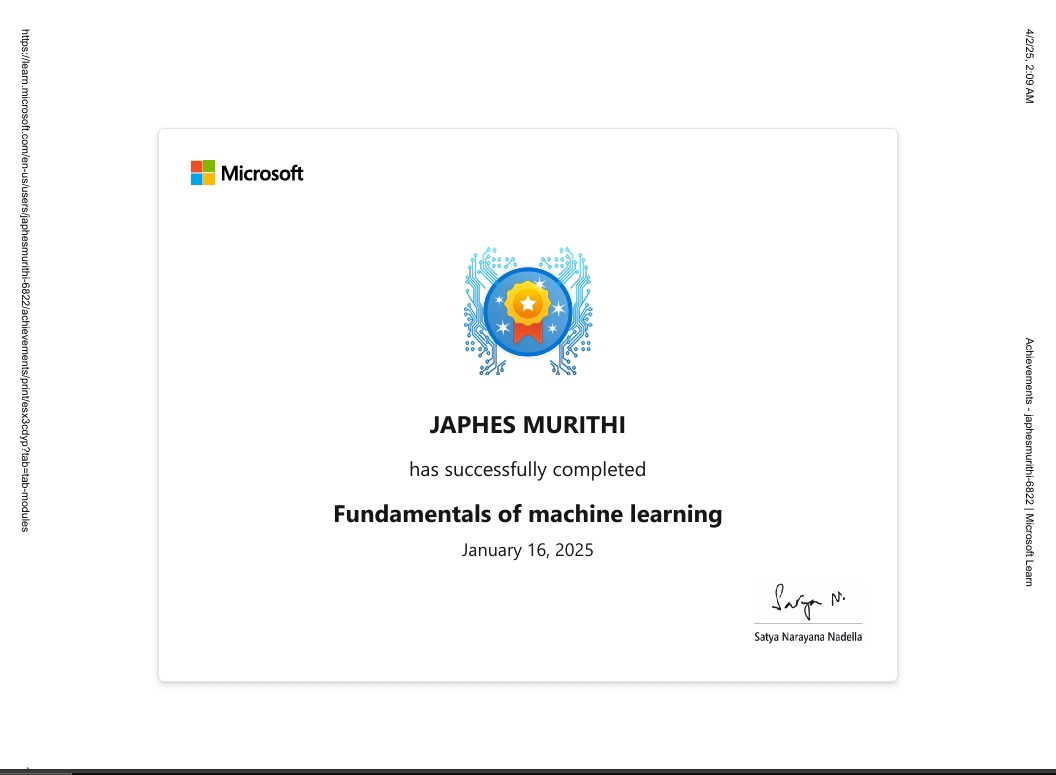 4/2/25, 2:09 AM
Achievements - japhesmurithi-6822 | Microsoft Learn
Microsoft
JAPHES MURITHI
has successfully completed
Fundamentals of machine learning
January 16, 2025
Satya N.
Satya Narayana Nadella
https://learn.microsoft.com/en-us/users/japhesmurithi-6822/achievements/print/esx3cdyp?tab=tab-modules